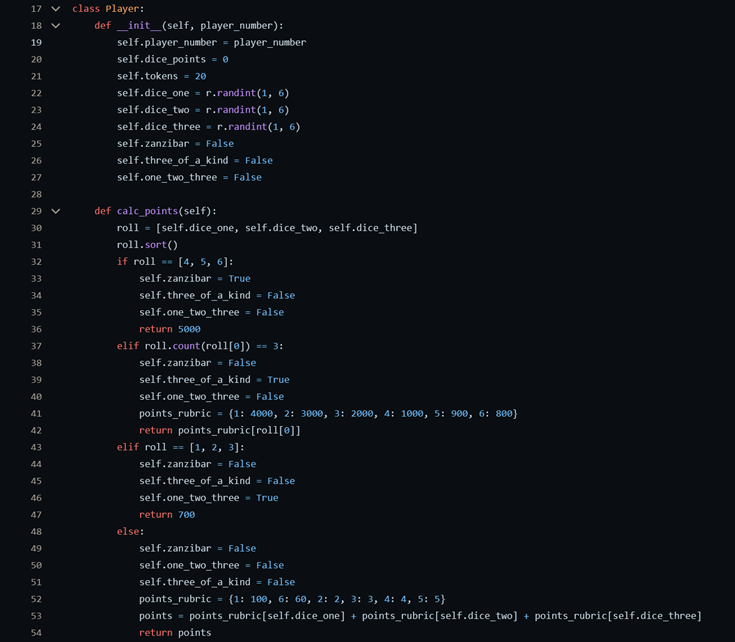 17 class Player:
18 def __init__(self, player_number):
19 self.player_number = player_number
20 self.dice_points = 0
21 self.tokens = 20
22 self.dice_one = r.randint(1, 6)
23 self.dice_two = r.randint(1, 6)
24 self.dice_three = r.randint(1, 6)
25 self.zanzibar = False
26 self.three_of_a_kind = False
27 self.one_two_three = False
28
29 def calc_points(self):
30 roll = [self.dice_one, self.dice_two, self.dice_three]
31 roll.sort()
32 if roll == [4, 5, 6]:
33 self.zanzibar = True
34 self.three_of_a_kind = False
35 self.one_two_three = False
36 return 5000
37 elif roll.count(roll[0]) == 3:
38 self.zanzibar = False
39 self.three_of_a_kind = True
40 self.one_two_three = False
41 points_rubric = {1: 4000, 2: 3000, 3: 2000, 4: 1000, 5: 900, 6: 800}
42 return points_rubric[roll[0]]
43 elif roll == [1, 2, 3]:
44 self.zanzibar = False
45 self.three_of_a_kind = False
46 self.one_two_three = True
47 return 700
48 else:
49 self.zanzibar = False
50 self.one_two_three = False
51 self.three_of_a_kind = False
52 points_rubric = {1: 100, 6: 60, 2: 2, 3: 3, 4: 4, 5: 5}
53 points = points_rubric[self.dice_one] + points_rubric[self.dice_two] + points_rubric[self.dice_three]
54 return points